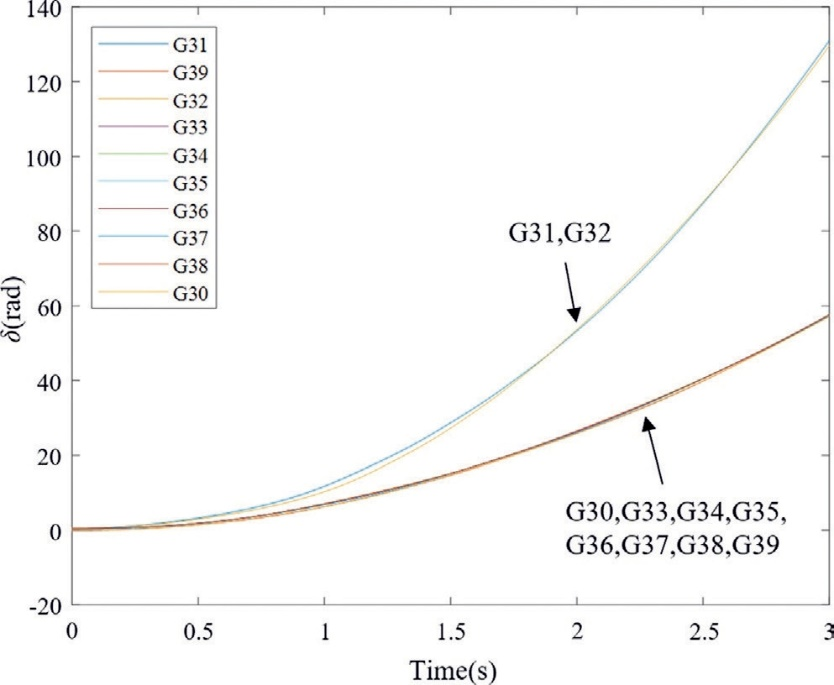 140
120
100
80
60
40
20
0
-20
δ(rad)
G31
G39
G32
G33
G34
G35
G36
G37
G38
G30
G31,G32
G30,G33,G34,G35,
G36,G37,G38,G39
0 0.5 1 1.5 2 2.5 3
Time(s)